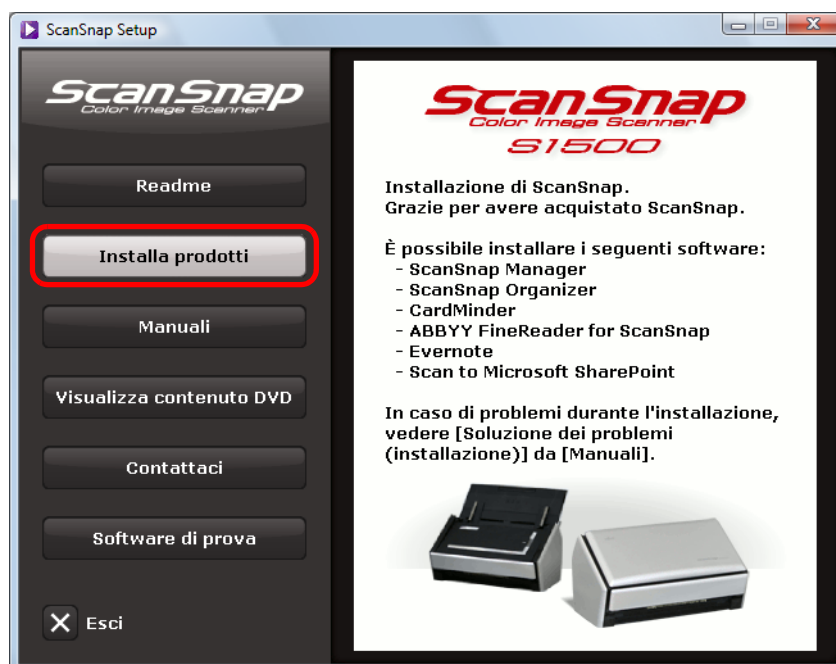 ScanSnap Setup
ScanSnap
Color Image Scanner
Readme
Installa prodotti
Manuali
Visualizza contenuto DVD
Contattaci
Software di prova
Esci
ScanSnap
Color Image Scanner
S1500
Installazione di ScanSnap.
Grazie per avere acquistato ScanSnap.
È possibile installare i seguenti software:
- ScanSnap Manager
- ScanSnap Organizer
- CardMinder
- ABBYY FineReader for ScanSnap
- Evernote
- Scan to Microsoft SharePoint
In caso di problemi durante l'installazione,
vedere [Soluzione dei problemi
(installazione)] da [Manuali].